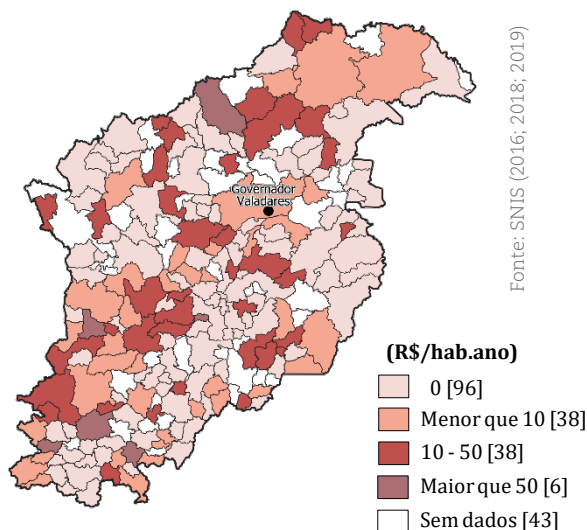 Fonte: SNIS (2016; 2018; 2019)
Governador
Valadares
(R$/hab.ano)
0 [96]
Menor que 10 [38]
10 - 50 [38]
Maior que 50 [6]
Sem dados [43]